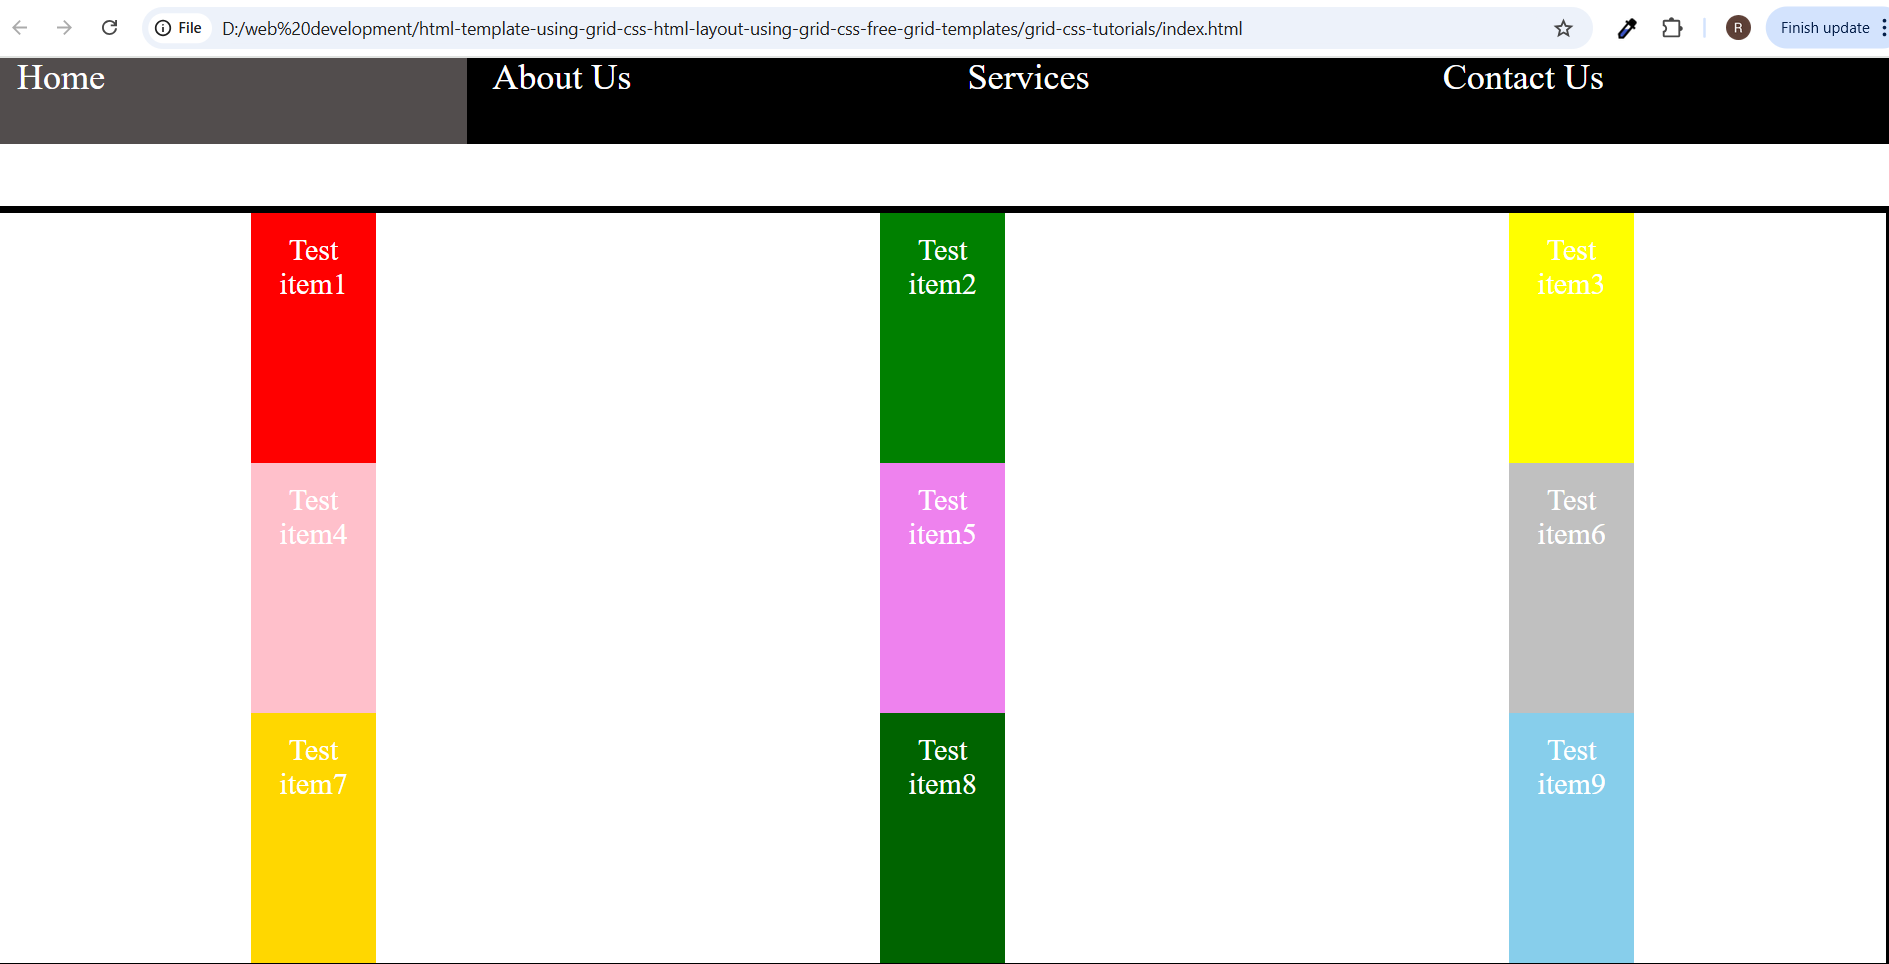 File D:/web%20development/html-template-using-grid-css-html-layout-using-grid-css-free-grid-templates/grid-css-tutorials/index.html R Finish update
Home About Us Services Contact Us
Test
item1
Test
item2
Test
item3
Test
item4
Test
item5
Test
item6
Test
item7
Test
item8
Test
item9